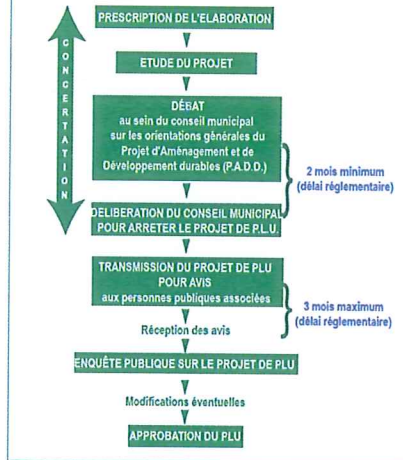 PRESCRIPTION DE L'ELABORATION
CONCERTATION
ETUDE DU PROJET
DÉBAT
au sein du conseil municipal
sur les orientations générales du
Projet d'Aménagement et de
Développement durables (P.A.D.D.)
2 mois minimum
(délai réglementaire)
DELIBERATION DU CONSEIL MUNICIPAL
POUR ARRETER LE PROJET DE P.L.U.
TRANSMISSION DU PROJET DE PLU
POUR AVIS
aux personnes publiques associées
3 mois maximum
(délai réglementaire)
Réception des avis
ENQUÊTE PUBLIQUE SUR LE PROJET DE PLU
Modifications éventuelles
APPROBATION DU PLU